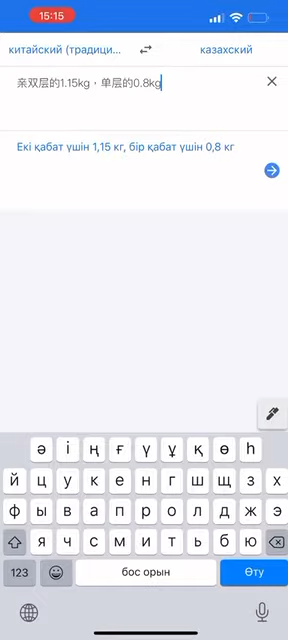 15:15
китайский (традици... казахский
亲双层的1.15kg，单层的0.8kg
Екі қабат үшін 1,15 кг, бір қабат үшін 0,8 кг
ә і ң ғ ү ұ қ ө һ
й ц у к е н г ш щ з х
ф ы в а п р о л д ж э
я ч с м и т ь б ю
123 бос орын Өту